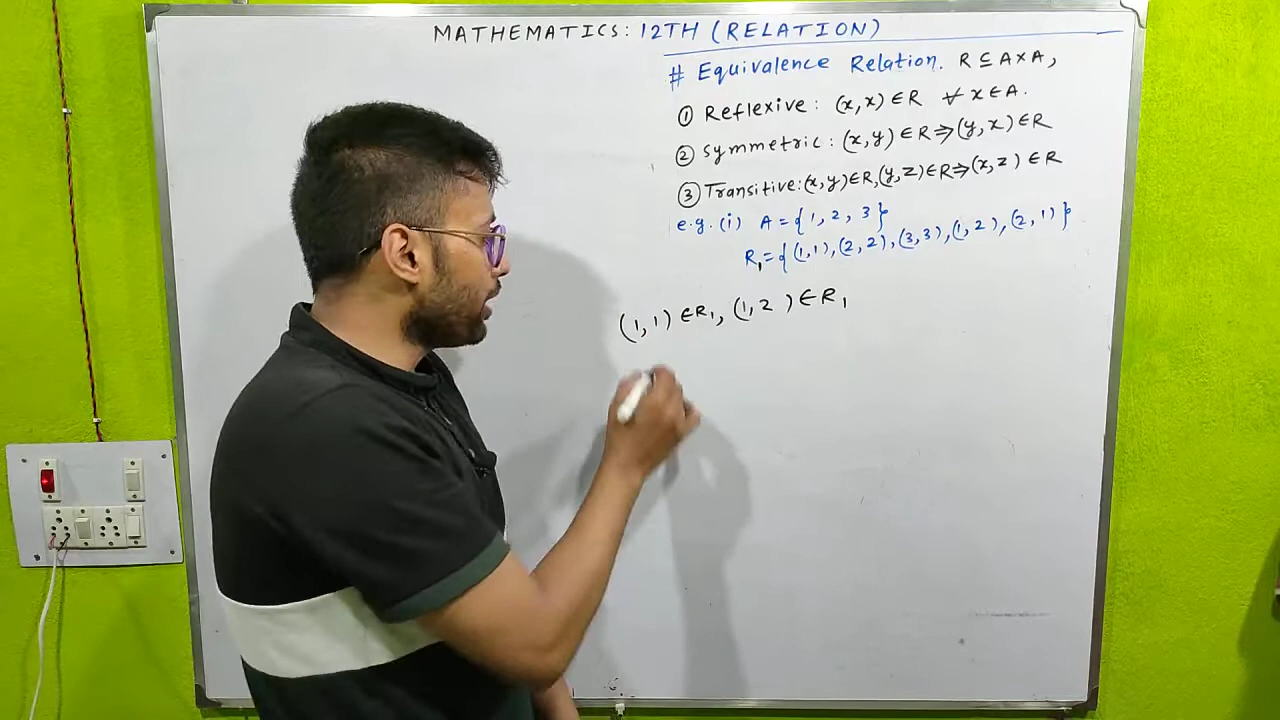 MATHEMATICS: 12TH (RELATION)
# Equivalence Relation. R ⊆ A×A,
① Reflexive: (x,x) ∈ R ∀ x ∈ A.
② Symmetric: (x,y) ∈ R ⇒ (y,x) ∈ R
③ Transitive: (x,y) ∈ R, (y,z) ∈ R ⇒ (x,z) ∈ R
e.g. (i) A = {1, 2, 3}
R₁ = {(1,1), (2,2), (3,3), (1,2), (2,1)}
(1,1) ∈ R₁, (1,2) ∈ R₁